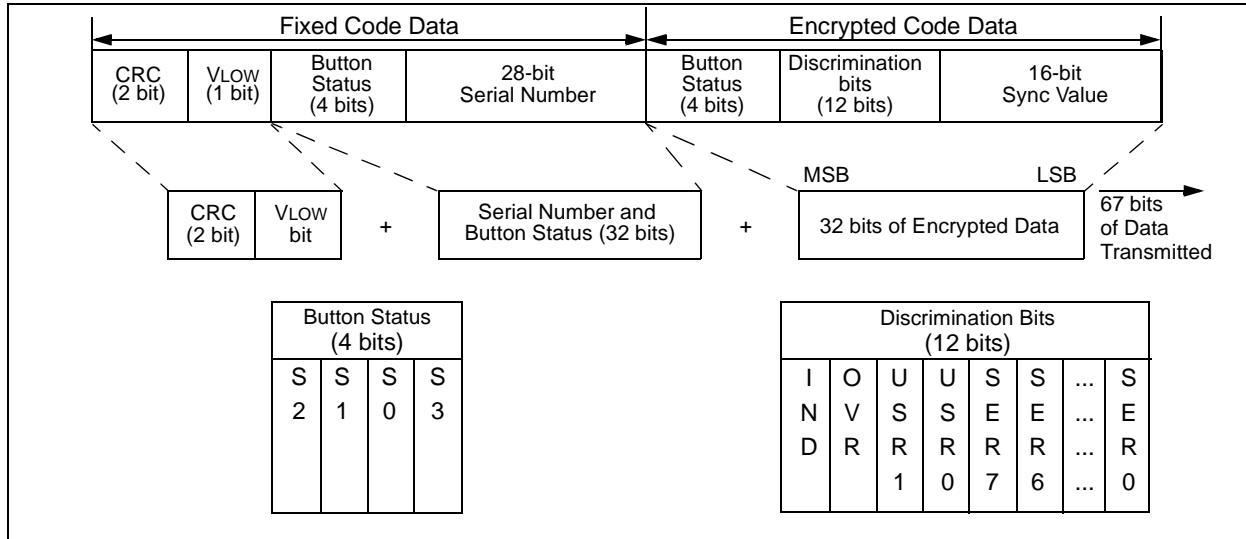 Fixed Code Data
Encrypted Code Data
CRC
(2 bit)
VLOW
(1 bit)
Button
Status
(4 bits)
28-bit
Serial Number
Button
Status
(4 bits)
Discrimination
bits
(12 bits)
16-bit
Sync Value
MSB
LSB
CRC
(2 bit)
VLOW
bit
+
Serial Number and
Button Status (32 bits)
+
32 bits of Encrypted Data
67 bits
of Data
Transmitted
Button Status
(4 bits)
S S S S
2 1 0 3
Discrimination Bits
(12 bits)
I O U U S S ... S
N V S S E E ... E
D R R R R R ... R
1 0 7 6 ... 0